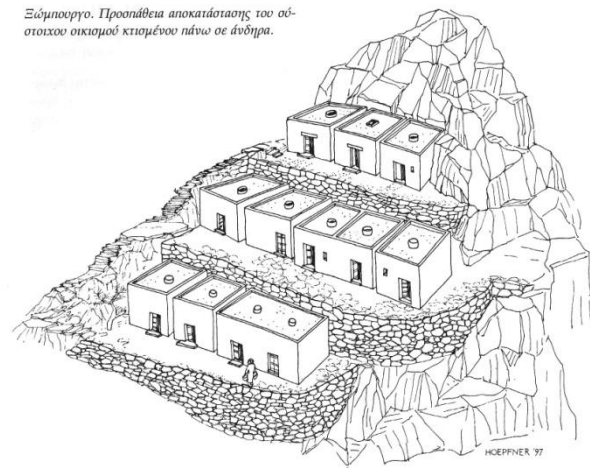 Ξώμπουργο. Προσπάθεια αποκατάστασης του σύ-
στοιχου οικισμού κτισμένου πάνω σε άνδηρα.
HOEPFNER '97